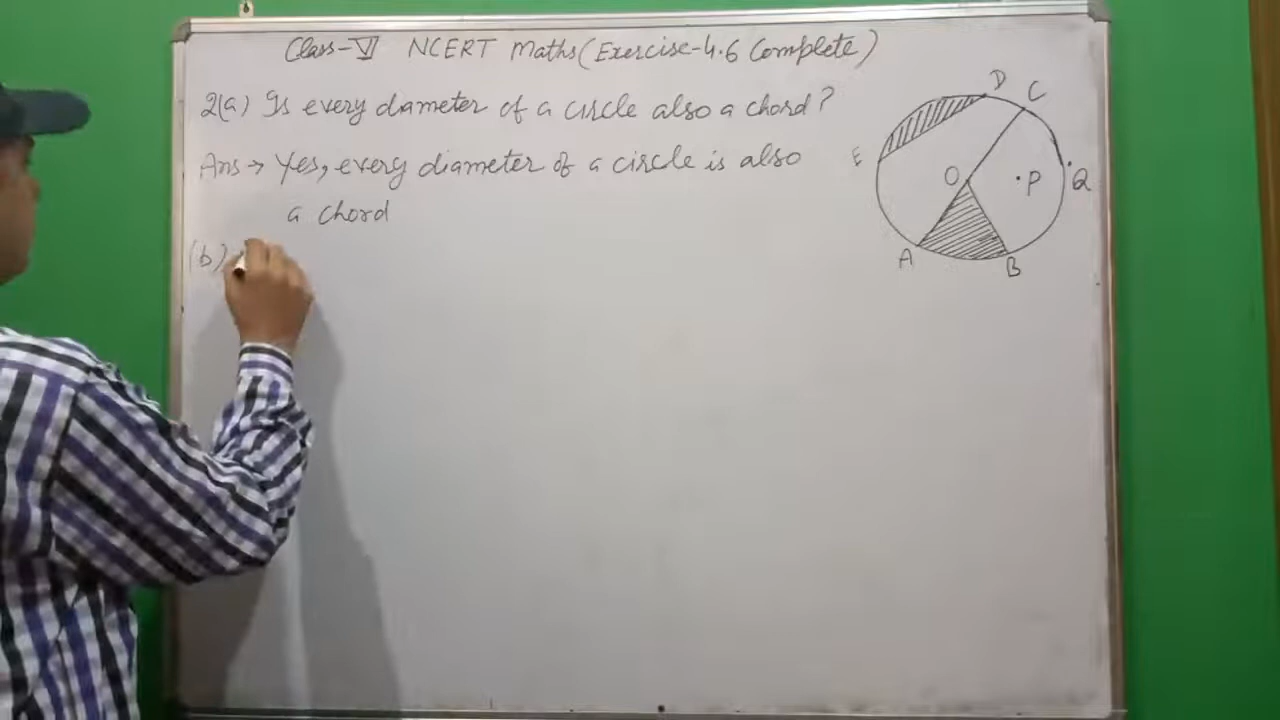 Class-VI NCERT Maths (Exercise-4.6 Complete)
2(a) Is every diameter of a circle also a chord?
Ans → Yes, every diameter of a circle is also
a chord
(b)
D
C
E
O
P
Q
A
B